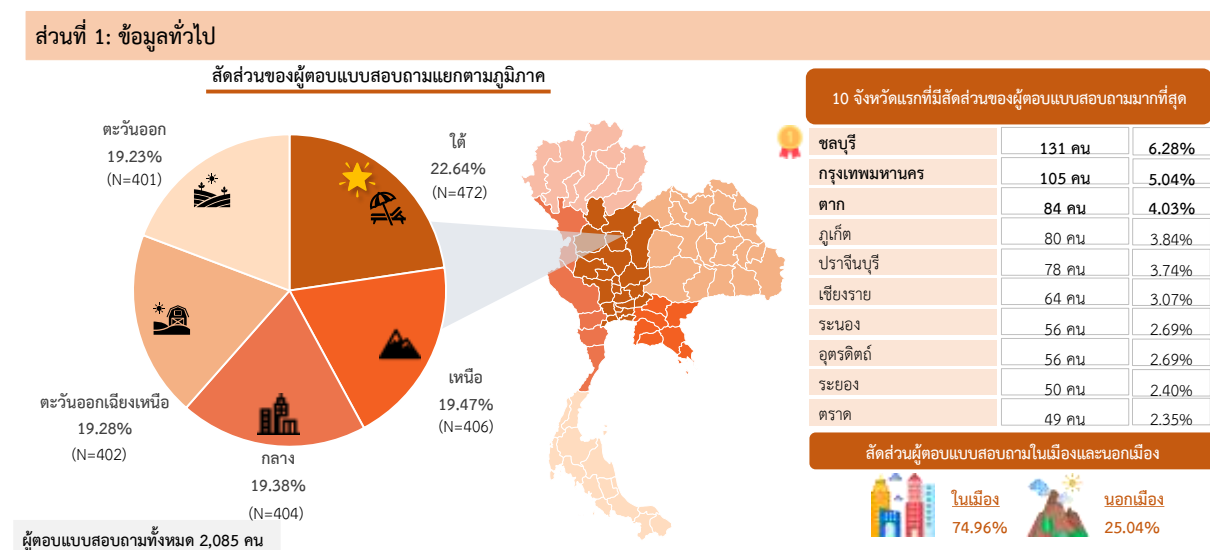 ส่วนที่ 1: ข้อมูลทั่วไป
สัดส่วนของผู้ตอบแบบสอบถามแยกตามภูมิภาค
ตะวันออก
19.23%
(N=401)
ใต้
22.64%
(N=472)
เหนือ
19.47%
(N=406)
ตะวันออกเฉียงเหนือ
19.28%
(N=402)
กลาง
19.38%
(N=404)
ผู้ตอบแบบสอบถามทั้งหมด 2,085 คน
10 จังหวัดแรกที่มีสัดส่วนของผู้ตอบแบบสอบถามมากที่สุด
1
ชลบุรี 131 คน 6.28%
กรุงเทพมหานคร 105 คน 5.04%
ตาก 84 คน 4.03%
ภูเก็ต 80 คน 3.84%
ปราจีนบุรี 78 คน 3.74%
เชียงราย 64 คน 3.07%
ระนอง 56 คน 2.69%
อุตรดิตถ์ 56 คน 2.69%
ระยอง 50 คน 2.40%
ตราด 49 คน 2.35%
สัดส่วนผู้ตอบแบบสอบถามในเมืองและนอกเมือง
ในเมือง
74.96%
นอกเมือง
25.04%